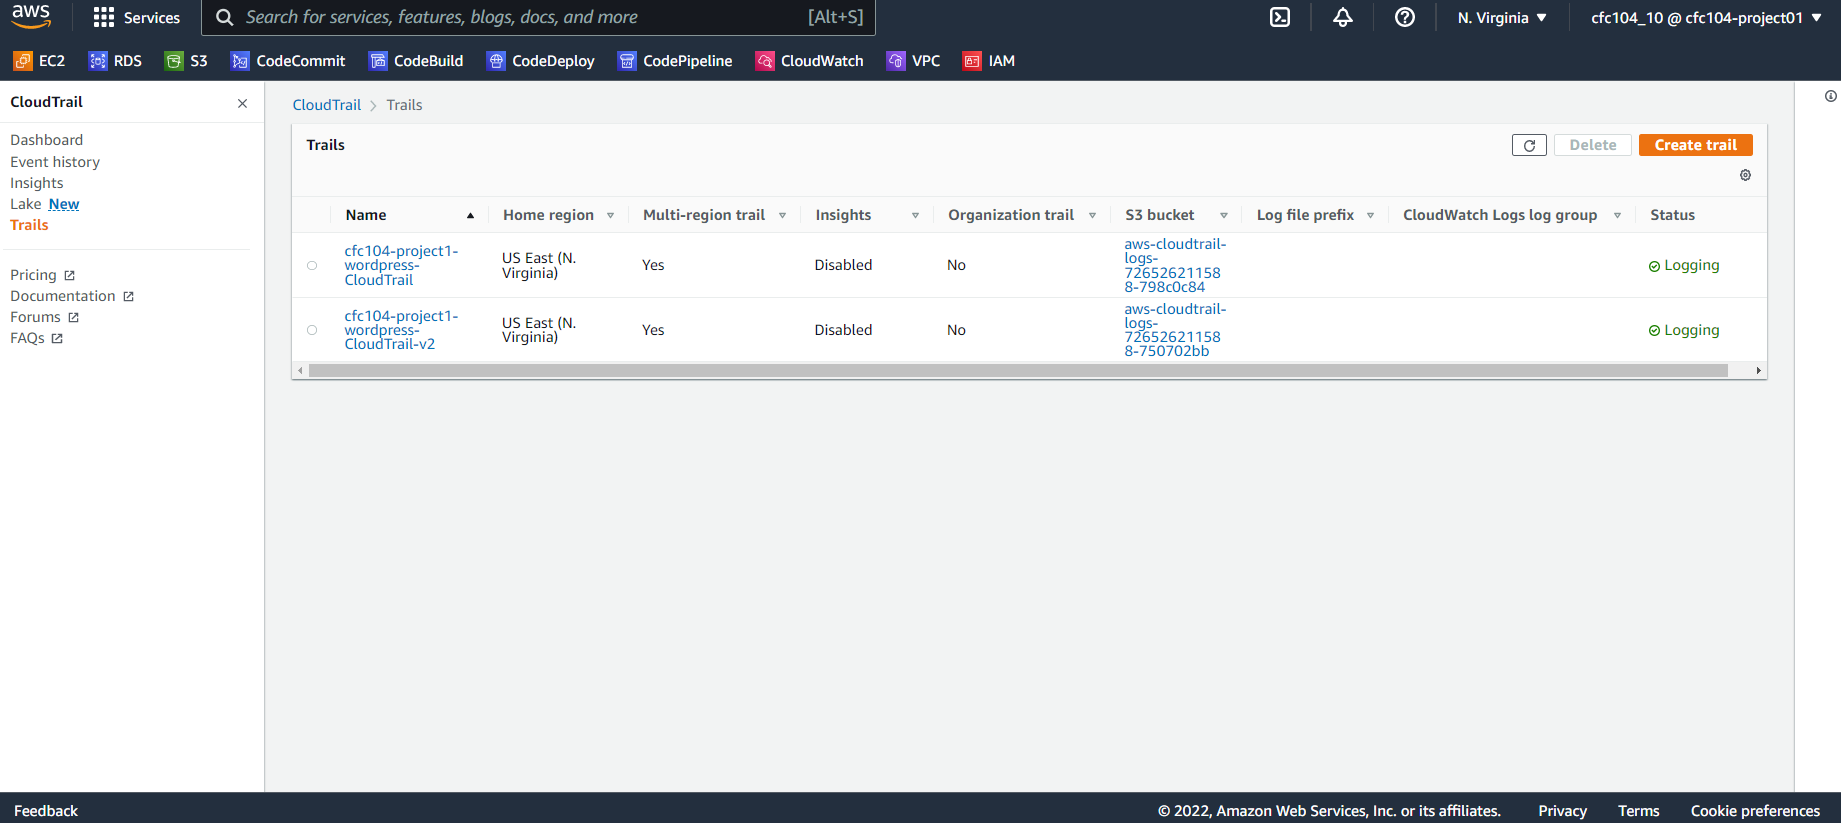 aws
Services
Search for services, features, blogs, docs, and more
[Alt+S]
N. Virginia
cfc104_10 @ cfc104-project01
EC2
RDS
S3
CodeCommit
CodeBuild
CodeDeploy
CodePipeline
CloudWatch
VPC
IAM
CloudTrail
Dashboard
Event history
Insights
Lake New
Trails
Pricing
Documentation
Forums
FAQs
CloudTrail
Trails
Trails
Delete
Create trail
Name
Home region
Multi-region trail
Insights
Organization trail
S3 bucket
Log file prefix
CloudWatch Logs log group
Status
cfc104-project1-
wordpress-
CloudTrail
US East (N.
Virginia)
Yes
Disabled
No
aws-cloudtrail-
logs-
72652621158
8-798c0c84
Logging
cfc104-project1-
wordpress-
CloudTrail-v2
US East (N.
Virginia)
Yes
Disabled
No
aws-cloudtrail-
logs-
72652621158
8-750702bb
Logging
Feedback
© 2022, Amazon Web Services, Inc. or its affiliates.
Privacy
Terms
Cookie preferences